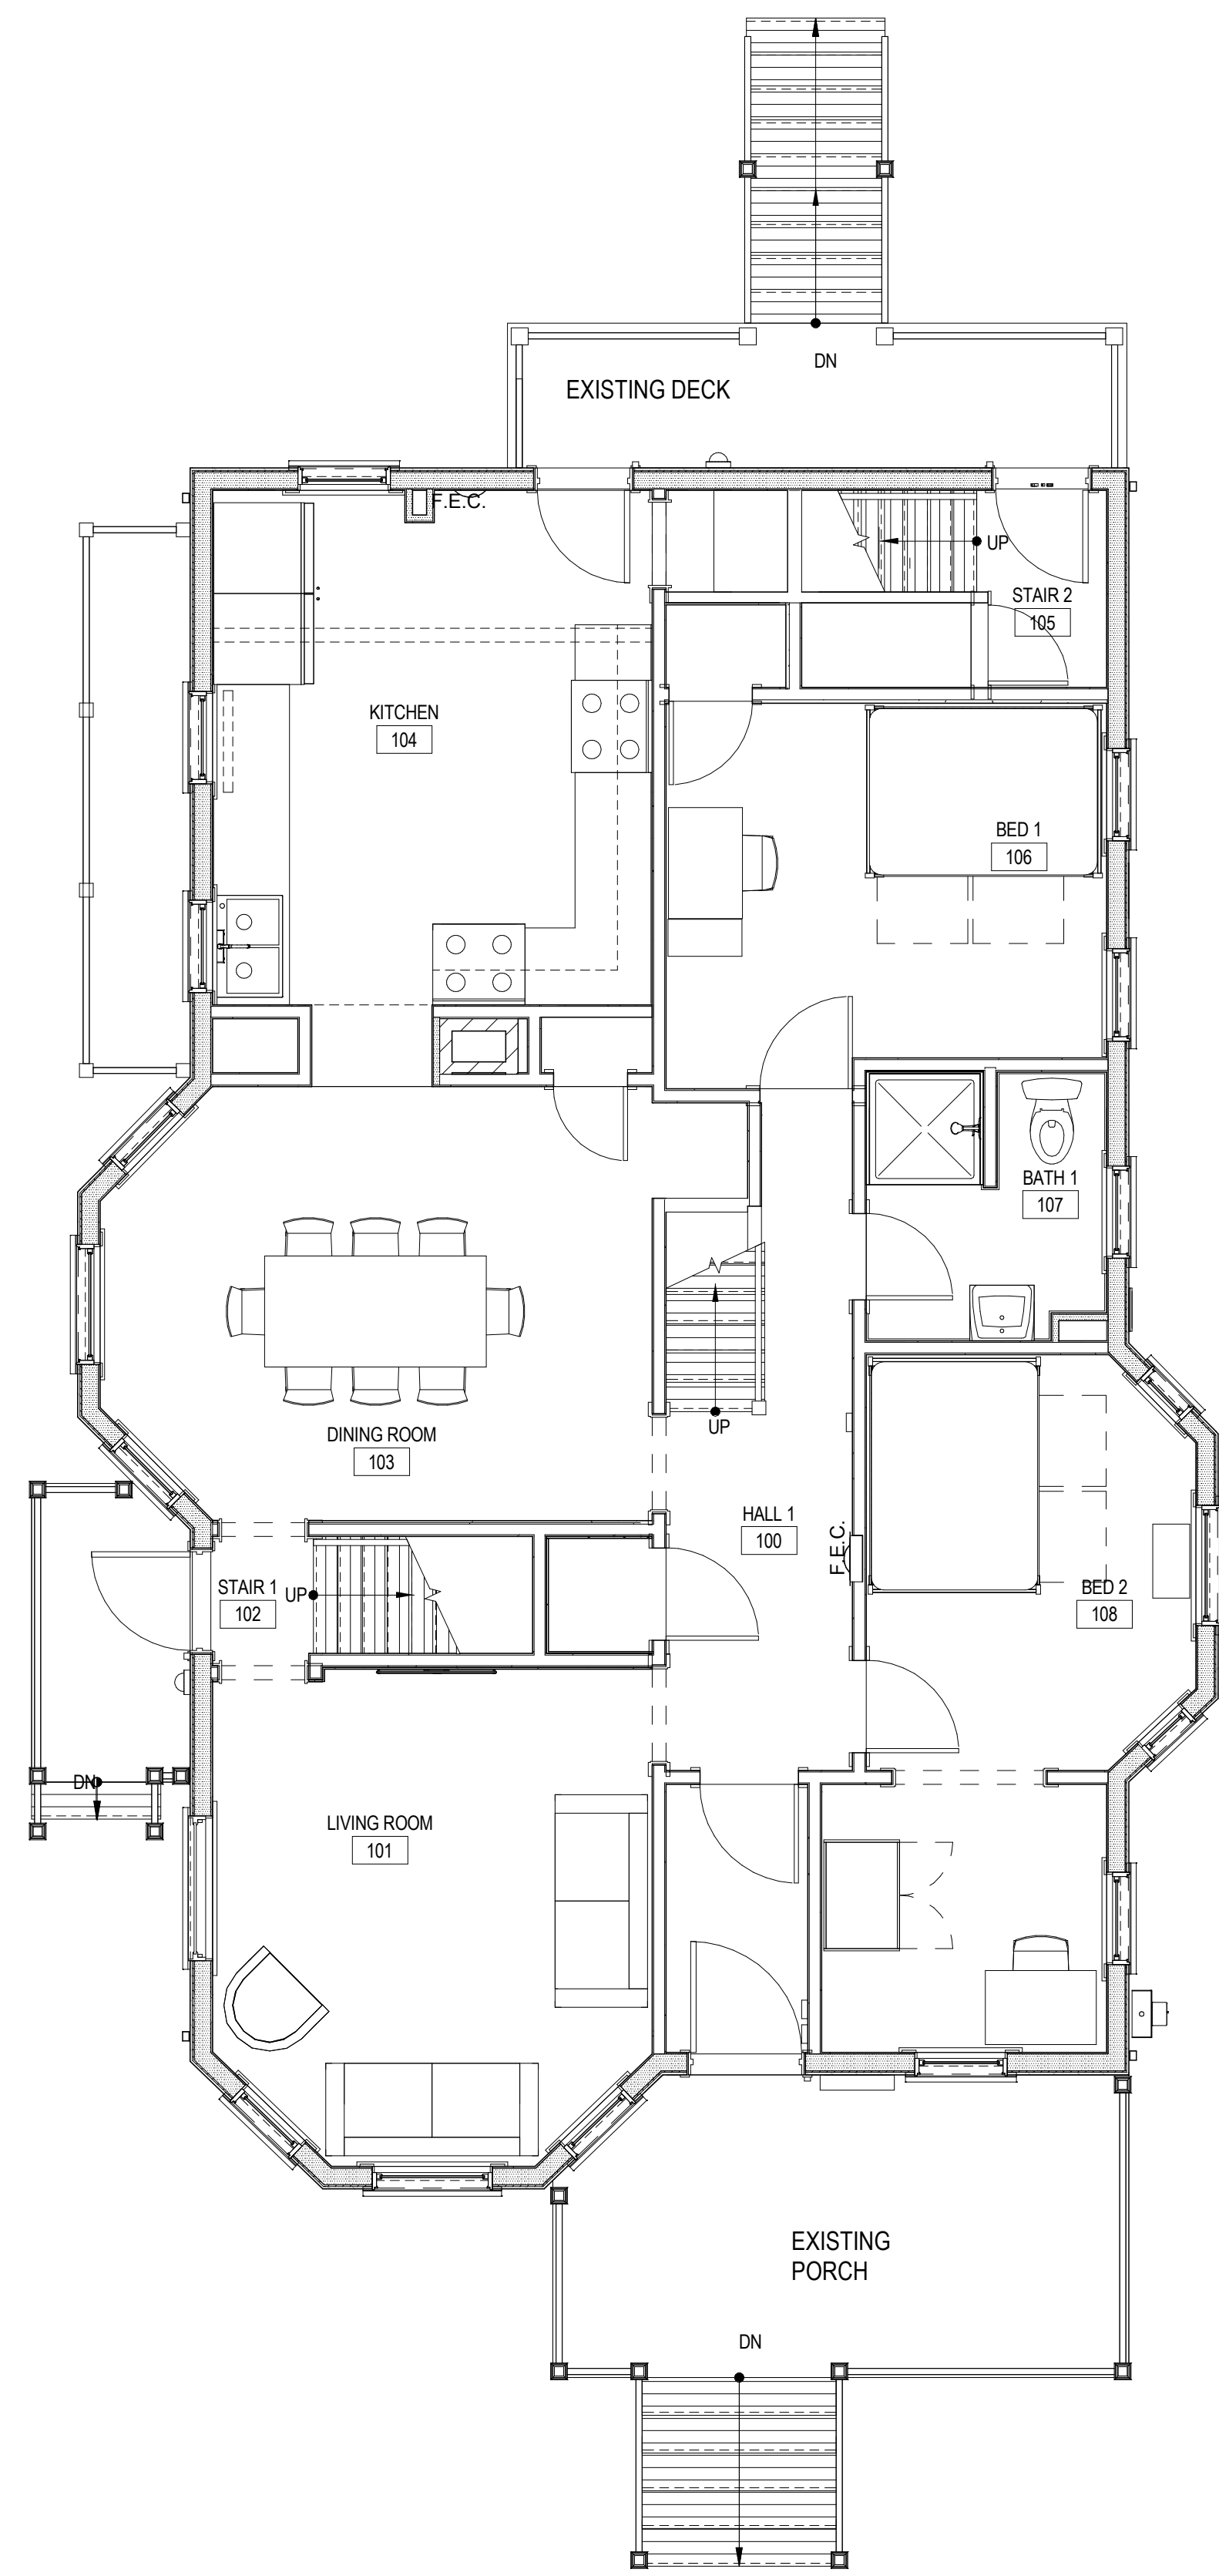 DN
EXISTING DECK
F.E.C.
UP
STAIR 2
105
KITCHEN
104
BED 1
106
BATH 1
107
DINING ROOM
103
UP
HALL 1
100
F.E.C.
STAIR 1
102
UP
BED 2
108
DN
LIVING ROOM
101
EXISTING
PORCH
DN